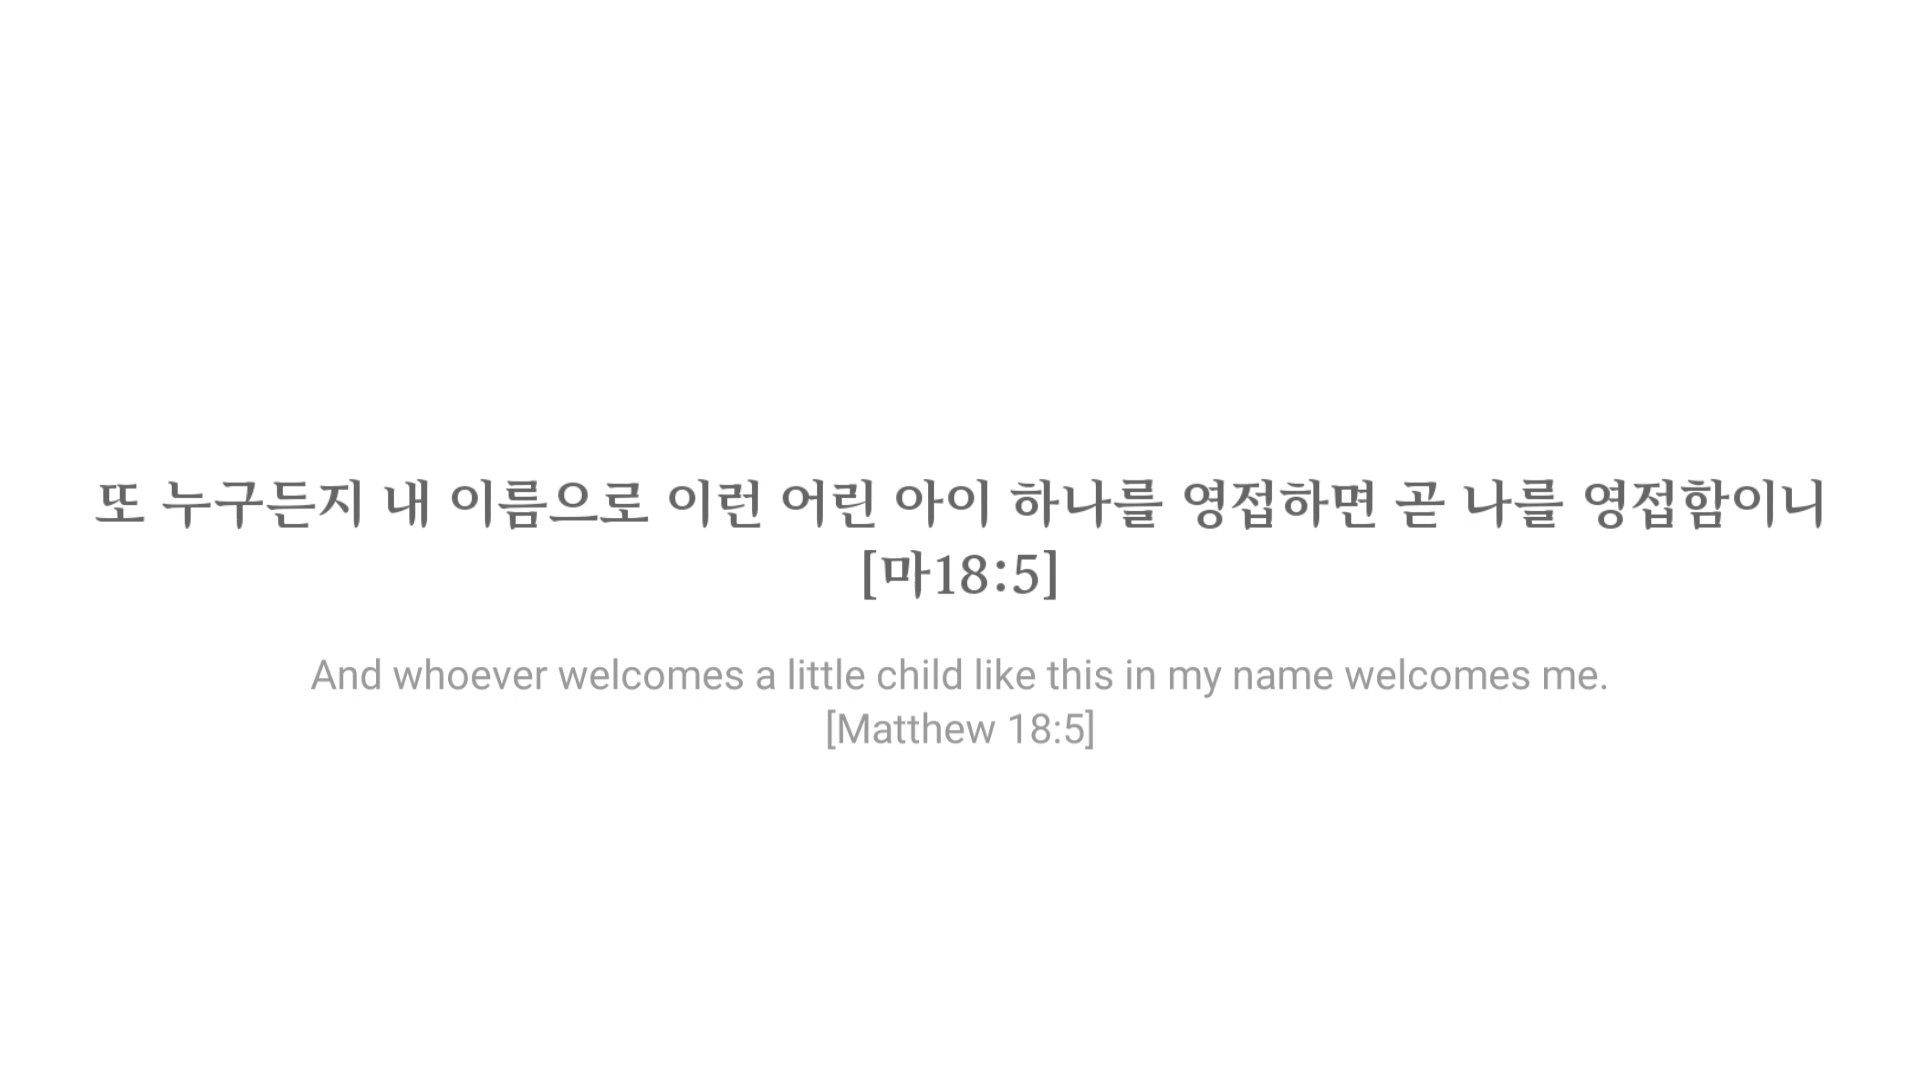 또 누구든지 내 이름으로 이런 어린 아이 하나를 영접하면 곧 나를 영접함이니
[마18:5]
And whoever welcomes a little child like this in my name welcomes me.
[Matthew 18:5]